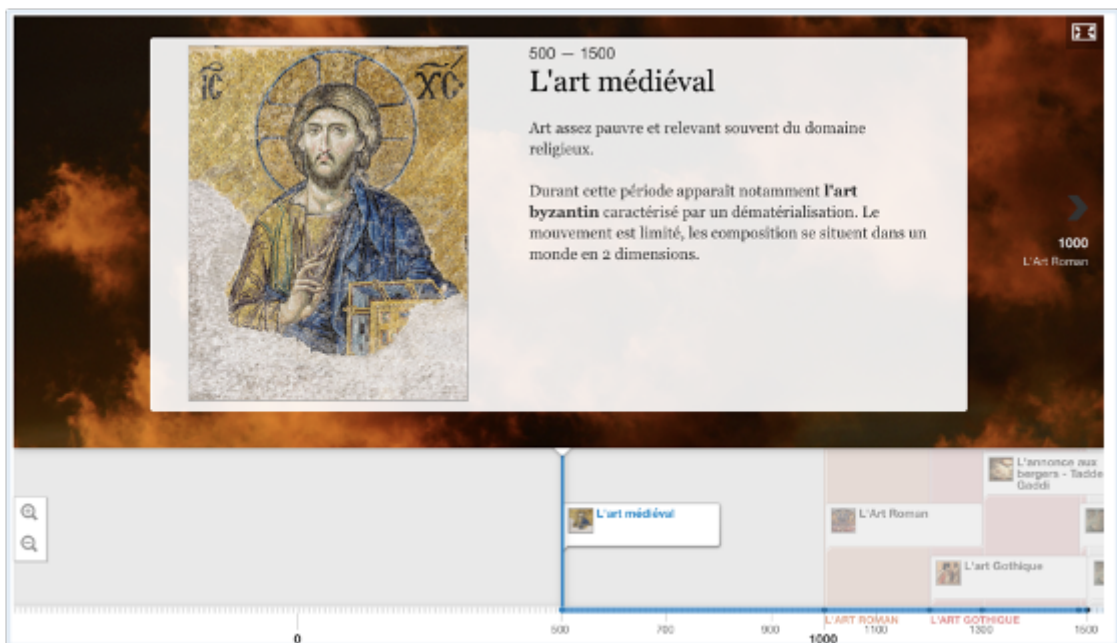 500 — 1500
L'art médiéval
Art assez pauvre et relevant souvent du domaine
religieux.
Durant cette période apparaît notamment l'art
byzantin caractérisé par un dématérialisation. Le
mouvement est limité, les composition se situent dans un
monde en 2 dimensions.
IC
XC
1000
L'Art Roman
L'annonce aux
bergers - Tadde
Gaddi
L'art médiéval
L'Art Roman
L'art Gothique
L'ART ROMAN
L'ART GOTHIQUE
0
500
700
900
1000
1100
1300
1500